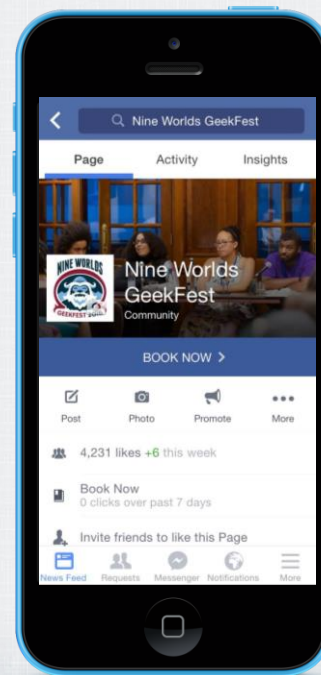 Nine Worlds GeekFest
Page Activity Insights
NINE WORLDS
GEEKFEST 2016
Nine Worlds
GeekFest
Community
BOOK NOW >
Post Photo Promote More
4,231 likes +6 this week
Book Now
0 clicks over past 7 days
Invite friends to like this Page
News Feed Requests Messenger Notifications More